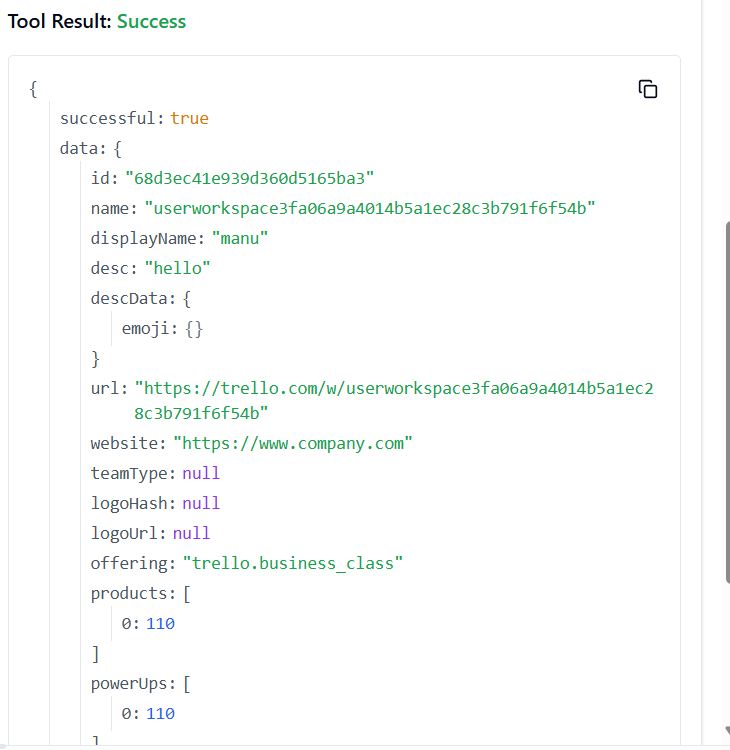 Tool Result: Success
{
successful: true
data: {
id: "68d3ec41e939d360d5165ba3"
name: "userworkspace3fa06a9a4014b5a1ec28c3b791f6f54b"
displayName: "manu"
desc: "hello"
descData: {
emoji: {}
}
url: "https://trello.com/w/userworkspace3fa06a9a4014b5a1ec2
8c3b791f6f54b"
website: "https://www.company.com"
teamType: null
logoHash: null
logoUrl: null
offering: "trello.business_class"
products: [
0: 110
]
powerUps: [
0: 110
]